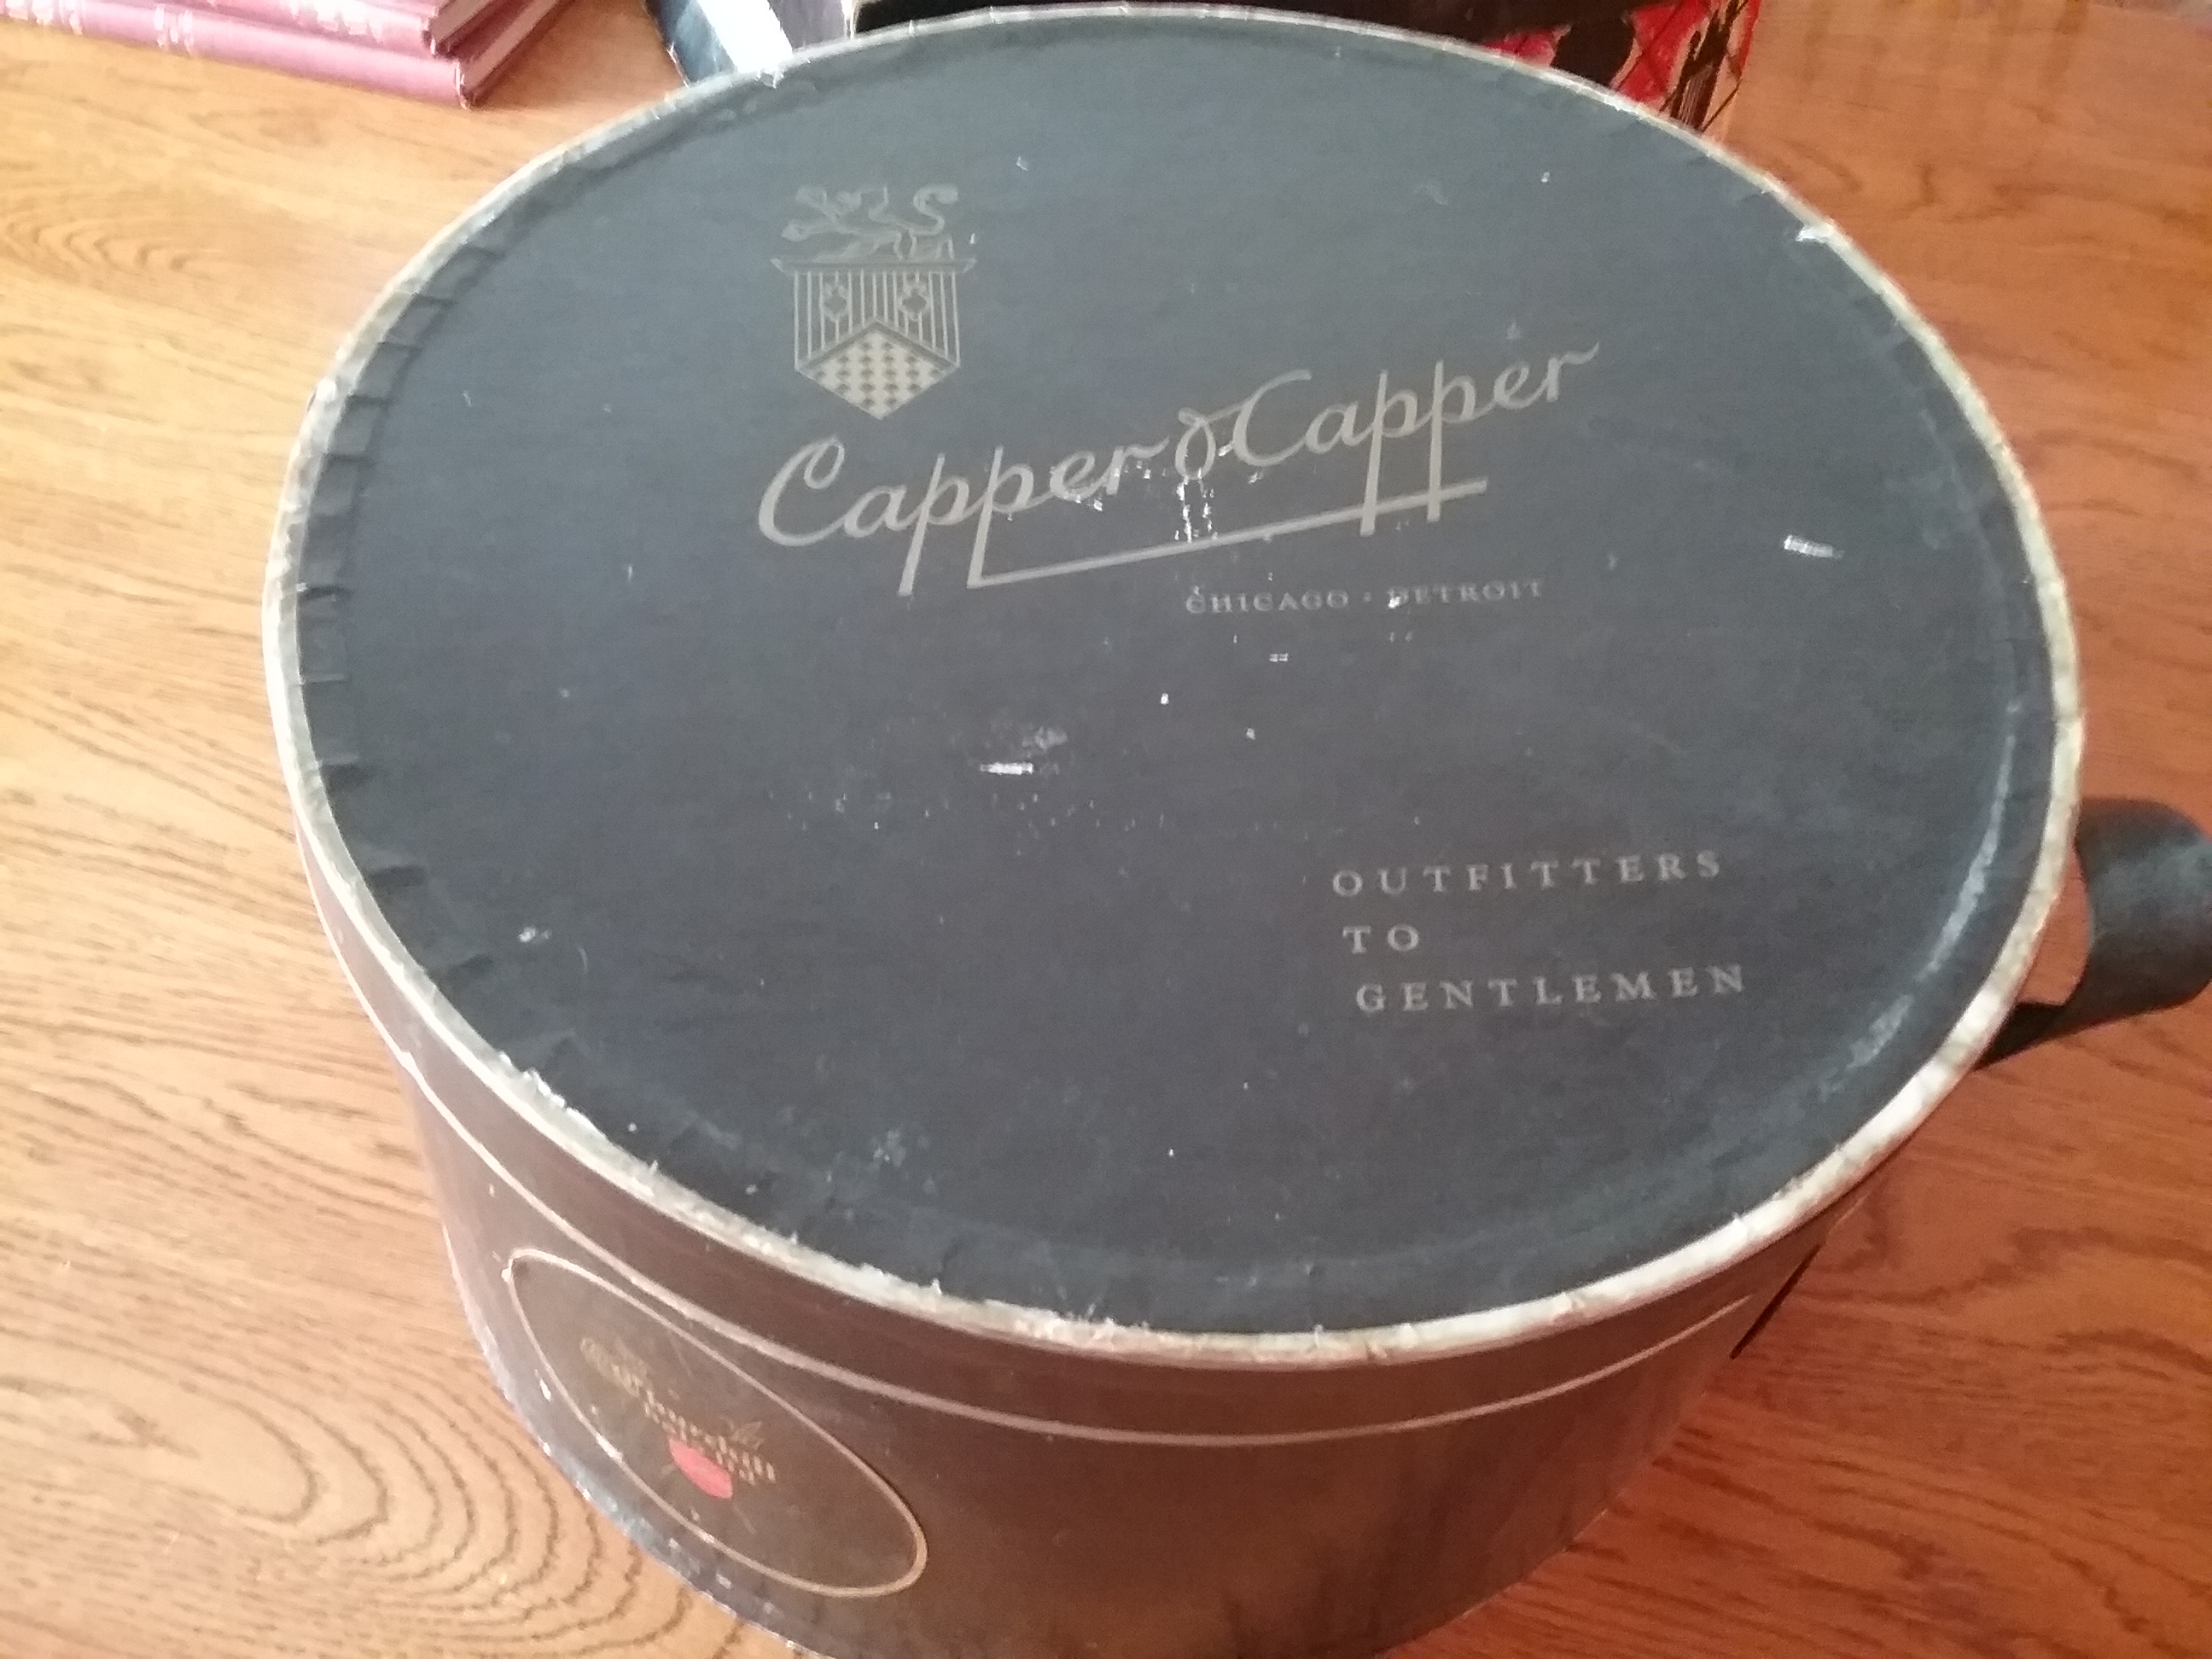 Capper & Capper
CHICAGO · DETROIT
OUTFITTERS
TO
GENTLEMEN